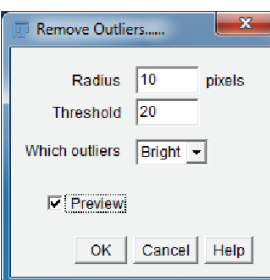 Remove Outliers......
Radius 10 pixels
Threshold 20
Which outliers Bright
Preview
OK Cancel Help